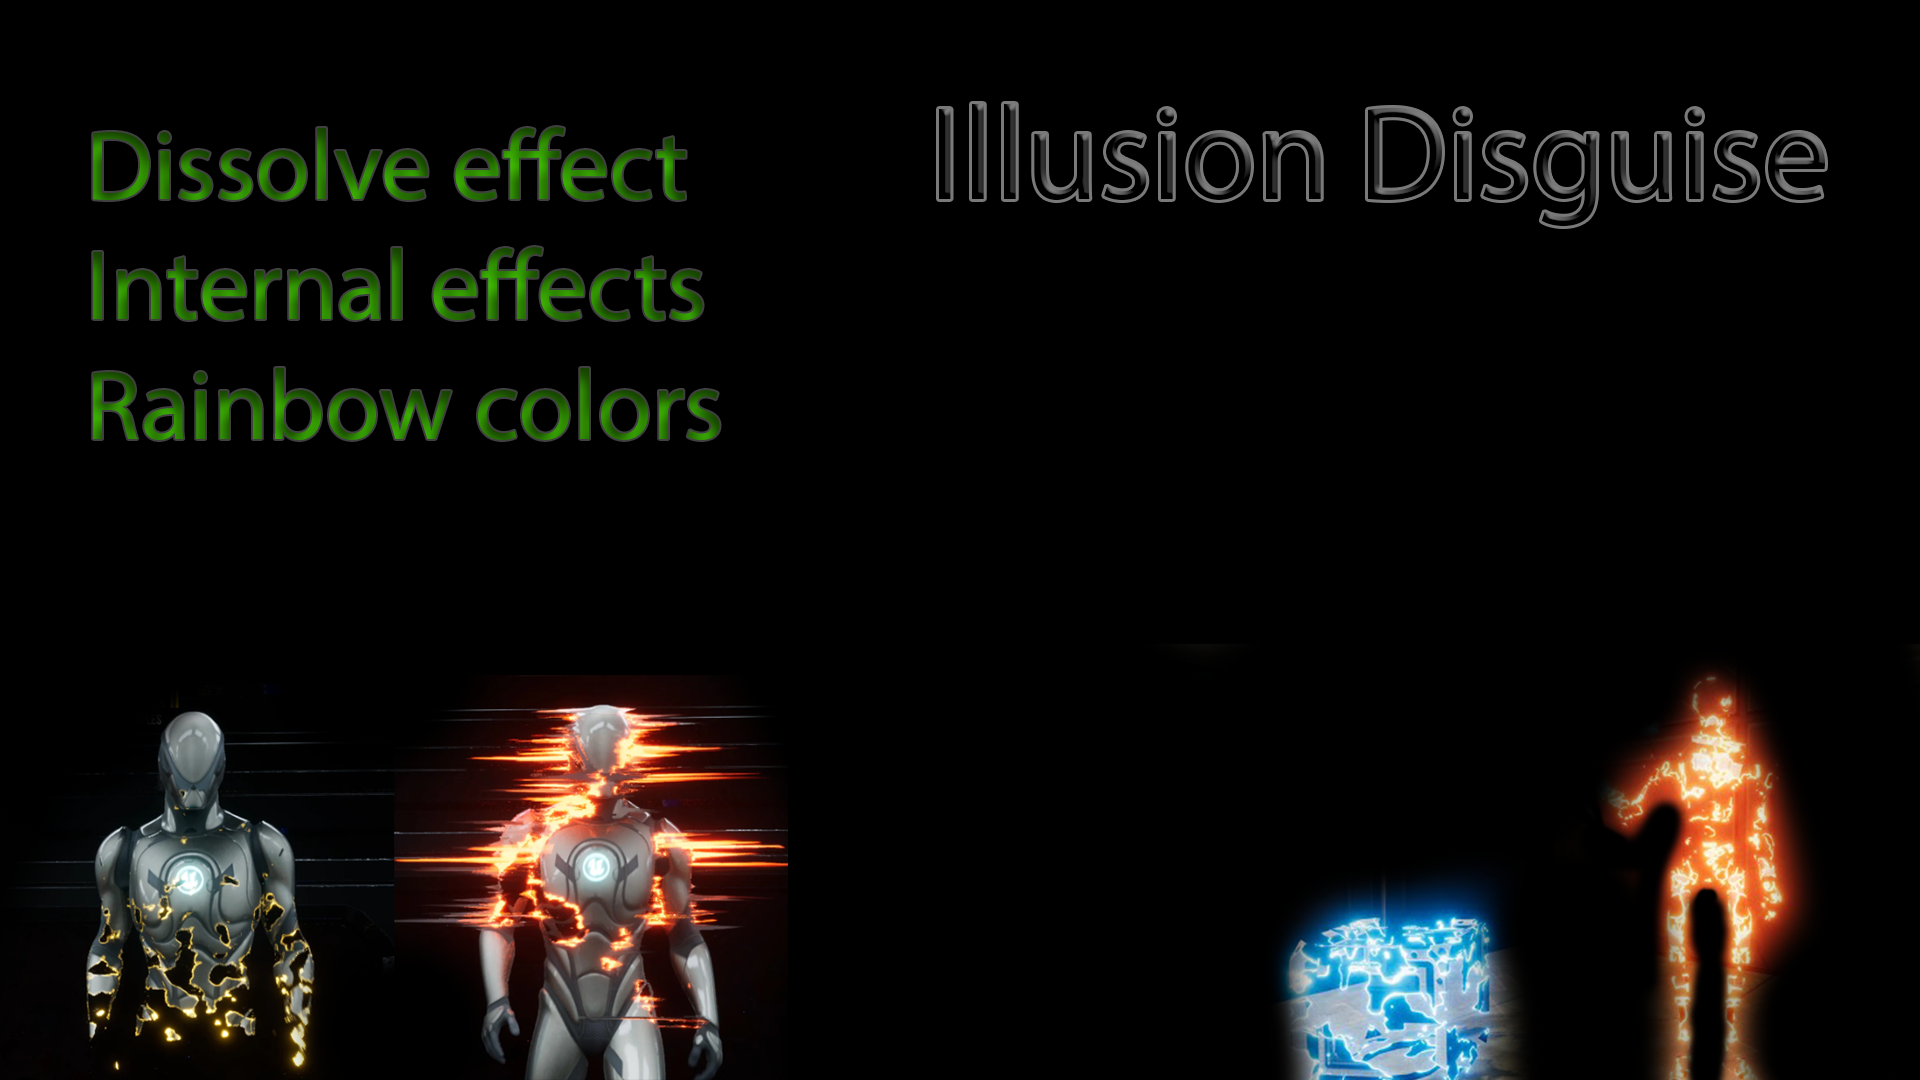 Dissolve effect
Internal effects
Rainbow colors
Illusion Disguise